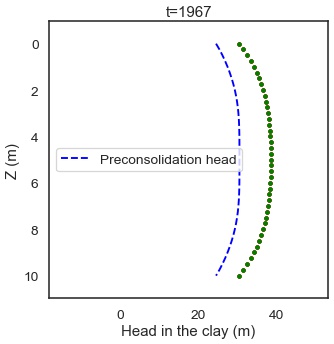 t=1967
0
2
4
6
8
10
Z (m)
Preconsolidation head
0
20
40
Head in the clay (m)